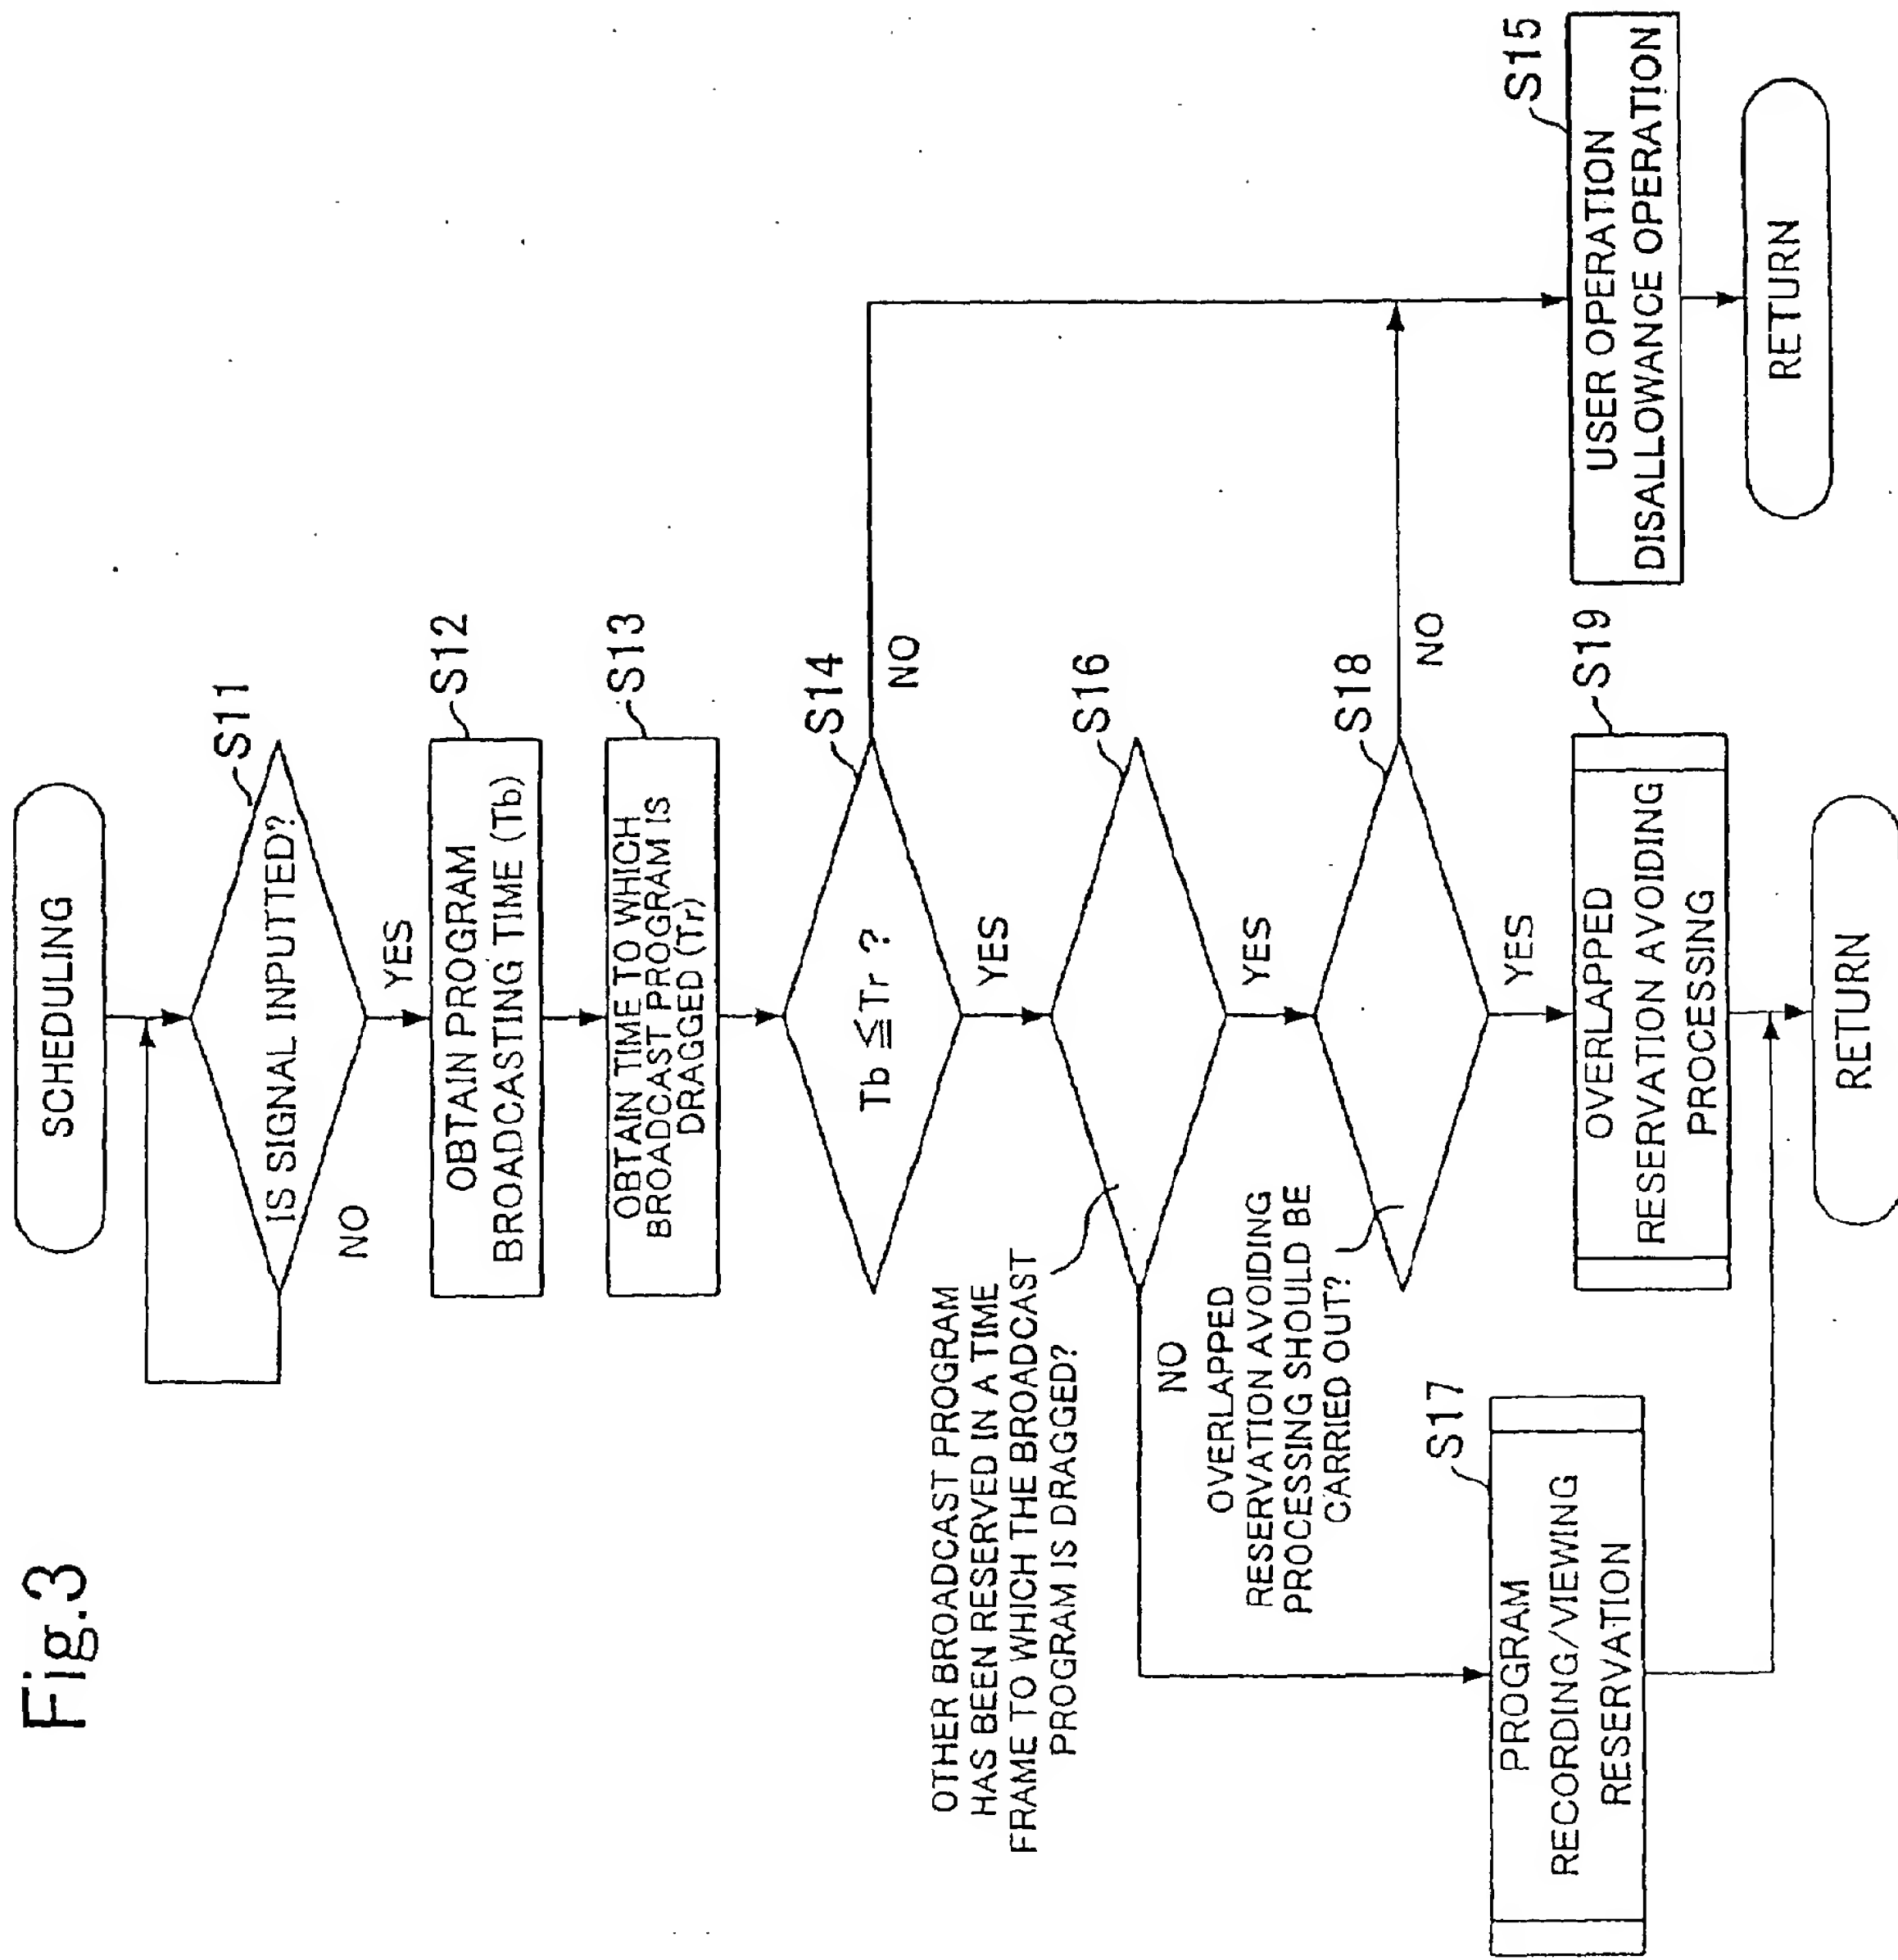 Fig.3
SCHEDULING
S11
IS SIGNAL INPUTTED?
NO
YES
S12
OBTAIN PROGRAM
BROADCASTING TIME (Tb)
S13
OBTAIN TIME TO WHICH
BROADCAST PROGRAM IS
DRAGGED (Tr)
S14
Tb ≦ Tr ?
NO
YES
S16
OTHER BROADCAST PROGRAM
HAS BEEN RESERVED IN A TIME
FRAME TO WHICH THE BROADCAST
PROGRAM IS DRAGGED?
NO
YES
S18
OVERLAPPED
RESERVATION AVOIDING
PROCESSING SHOULD BE
CARRIED OUT?
NO
YES
S17
PROGRAM
RECORDING/VIEWING
RESERVATION
S19
OVERLAPPED
RESERVATION AVOIDING
PROCESSING
S15
USER OPERATION
DISALLOWANCE OPERATION
RETURN
RETURN